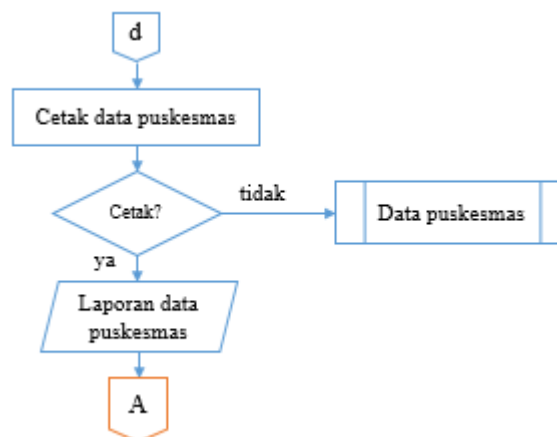 d
Cetak data puskesmas
Cetak?
tidak
Data puskesmas
ya
Laporan data
puskesmas
A